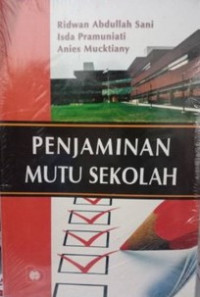 Ridwan Abdullah Sani
Isda Pramuniati
Anies Mucktiany
PENJAMINAN
MUTU SEKOLAH